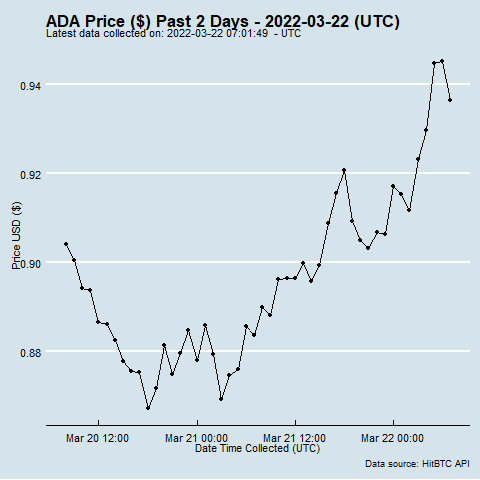 ADA Price ($) Past 2 Days - 2022-03-22 (UTC)
Latest data collected on: 2022-03-22 07:01:49  - UTC
0.94
0.92
0.90
0.88
Price USD ($)
Mar 20 12:00
Mar 21 00:00
Mar 21 12:00
Mar 22 00:00
Date Time Collected (UTC)
Data source: HitBTC API